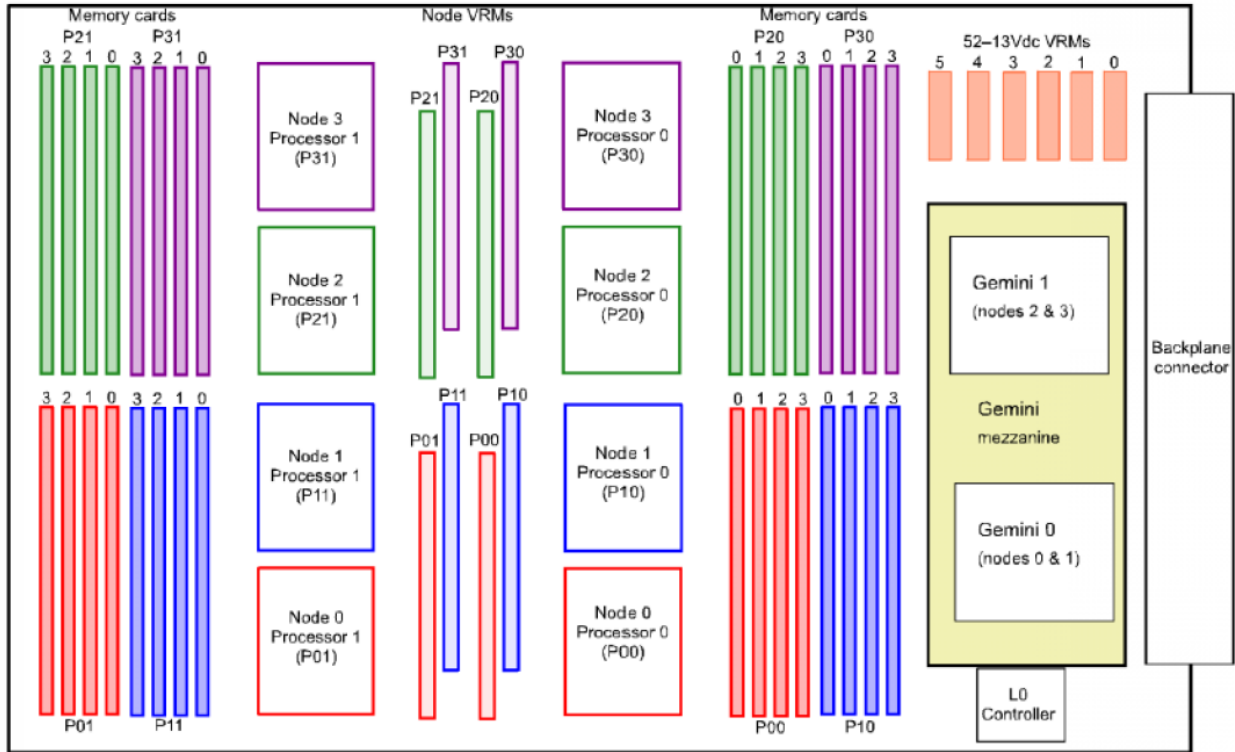 Memory cards
Node VRMs
Memory cards
P21 P31
3 2 1 0 3 2 1 0
P31 P30
P21 P20
P20 P30
0 1 2 3 0 1 2 3
52–13Vdc VRMs
5 4 3 2 1 0
Node 3
Processor 1
(P31)
Node 3
Processor 0
(P30)
Node 2
Processor 1
(P21)
Node 2
Processor 0
(P20)
Gemini 1
(nodes 2 & 3)
Backplane
connector
3 2 1 0 3 2 1 0
P11 P10
P01 P00
0 1 2 3 0 1 2 3
Gemini
mezzanine
Node 1
Processor 1
(P11)
Node 1
Processor 0
(P10)
Gemini 0
(nodes 0 & 1)
Node 0
Processor 1
(P01)
Node 0
Processor 0
(P00)
L0
Controller
P01 P11
P00 P10